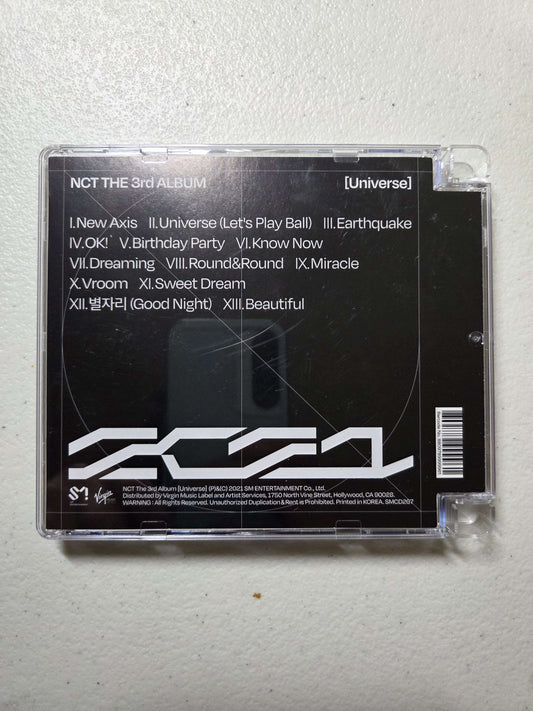 NCT THE 3rd ALBUM [Universe]
I.New Axis II.Universe (Let's Play Ball) III.Earthquake
IV.OK! V.Birthday Party VI.Know Now
VII.Dreaming VIII.Round&Round IX.Miracle
X.Vroom XI.Sweet Dream
XII.별자리 (Good Night) XIII.Beautiful
2021
NCT The 3rd Album [Universe] (P)&(C) 2021 SM ENTERTAINMENT Co., Ltd.
Distributed by Virgin Music Label and Artist Services, 1750 North Vine Street, Hollywood, CA 90028.
WARNING : All Rights Reserved. Unauthorized Duplication & Rent is Prohibited. Printed in KOREA. SMCD287
SM
Virgin